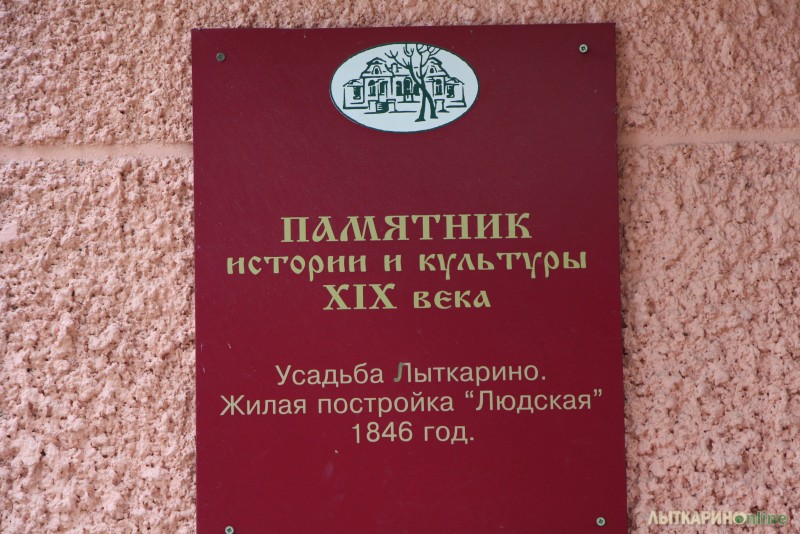 ПАМЯТНИК
ИСТОРИИ И КУЛЬТУРЫ
XIX ВЕКА
Усадьба Лыткарино.
Жилая постройка “Людская”
1846 год.
ЛЫТКАРИНОonline